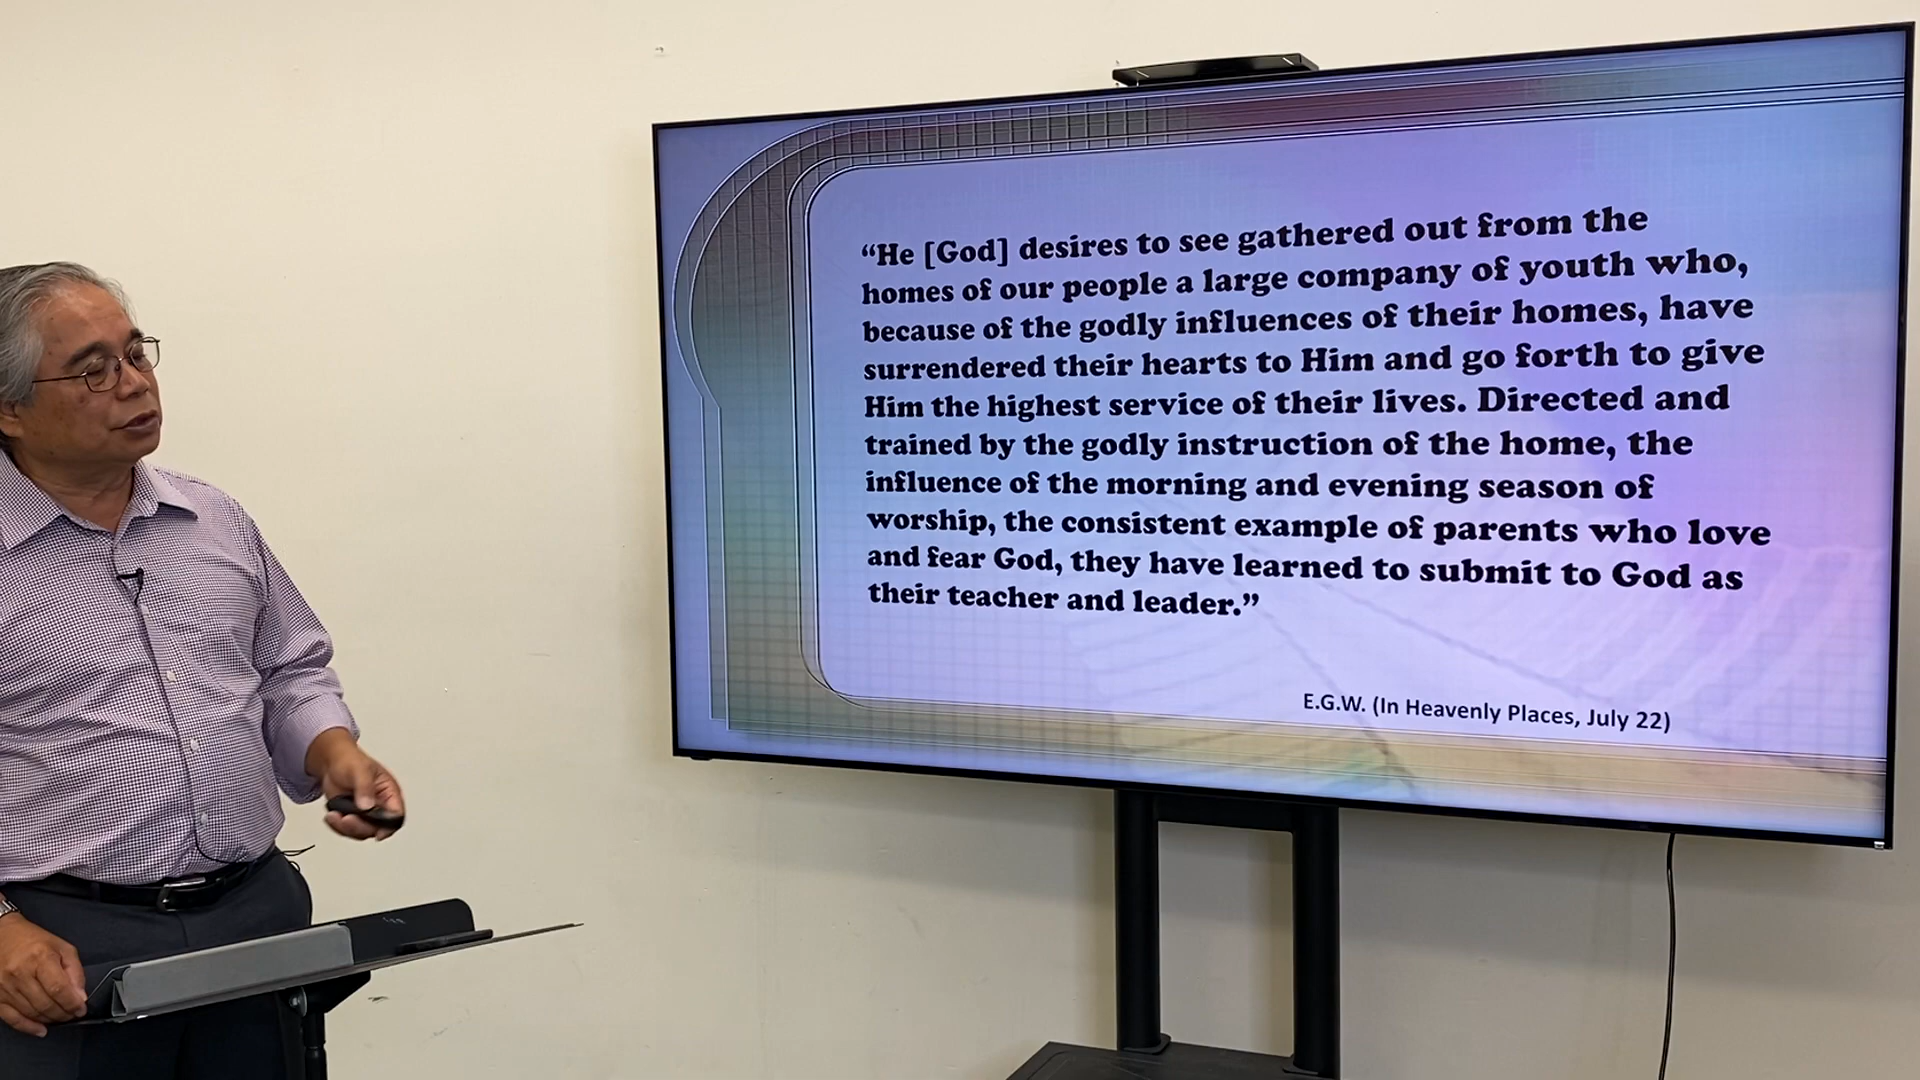 “He [God] desires to see gathered out from the
homes of our people a large company of youth who,
because of the godly influences of their homes, have
surrendered their hearts to Him and go forth to give
Him the highest service of their lives. Directed and
trained by the godly instruction of the home, the
influence of the morning and evening season of
worship, the consistent example of parents who love
and fear God, they have learned to submit to God as
their teacher and leader.”
E.G.W. (In Heavenly Places, July 22)